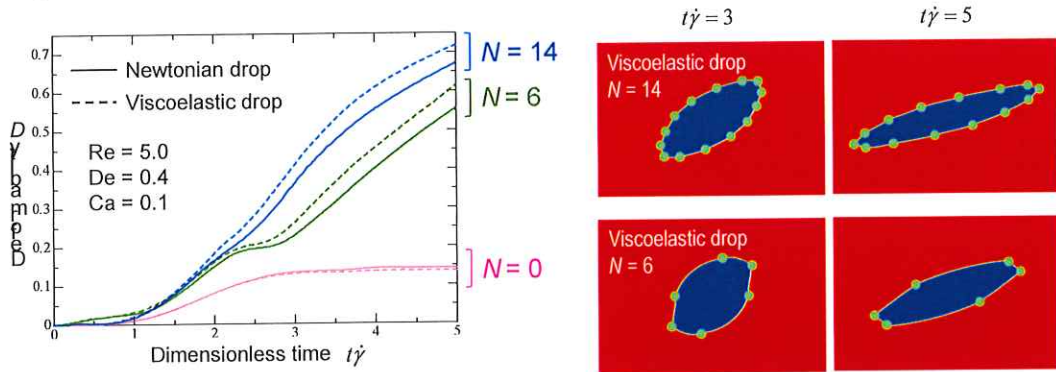 0.7
0.6
0.5
0.4
0.3
0.2
0.1
0
0 1 2 3 4 5
Newtonian drop
Viscoelastic drop
Re = 5.0
De = 0.4
Ca = 0.1
Dimensionless time tγ̇
N = 14
N = 6
N = 0
tγ̇ = 3
tγ̇ = 5
Viscoelastic drop
N = 14
Viscoelastic drop
N = 6